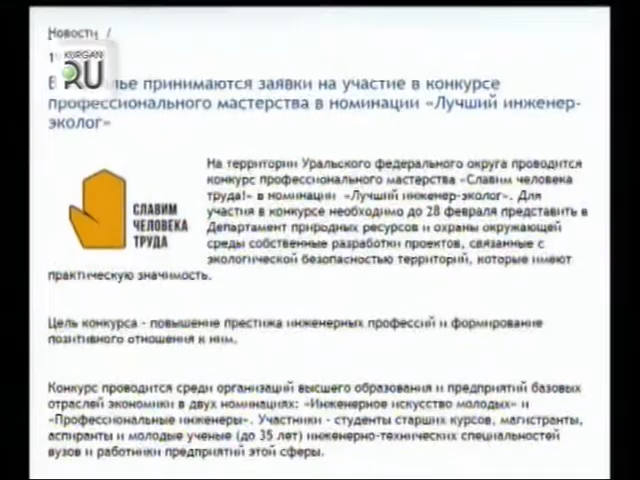 Новости /
KURGAN
RU
принимаются заявки на участие в конкурсе
профессионального мастерства в номинации «Лучший инженер-
эколог»
На территории Уральского федерального округа проводится
конкурс профессионального мастерства «Славим человека
труда!» в номинации «Лучший инженер-эколог». Для
участия в конкурсе необходимо до 28 февраля представить в
Департамент природных ресурсов и охраны окружающей
среды собственные разработки проектов, связанные с
экологической безопасностью территорий, которые имеют
практическую значимость.
СЛАВИМ
ЧЕЛОВЕКА
ТРУДА
Цель конкурса - повышение престижа инженерных профессий и формирование
позитивного отношения к ним.
Конкурс проводится среди организаций высшего образования и предприятий базовых
отраслей экономики в двух номинациях: «Инженерное искусство молодых» и
«Профессиональные инженеры». Участники - студенты старших курсов, магистранты,
аспиранты и молодые ученые (до 35 лет) инженерно-технических специальностей
вузов и работники предприятий этой сферы.